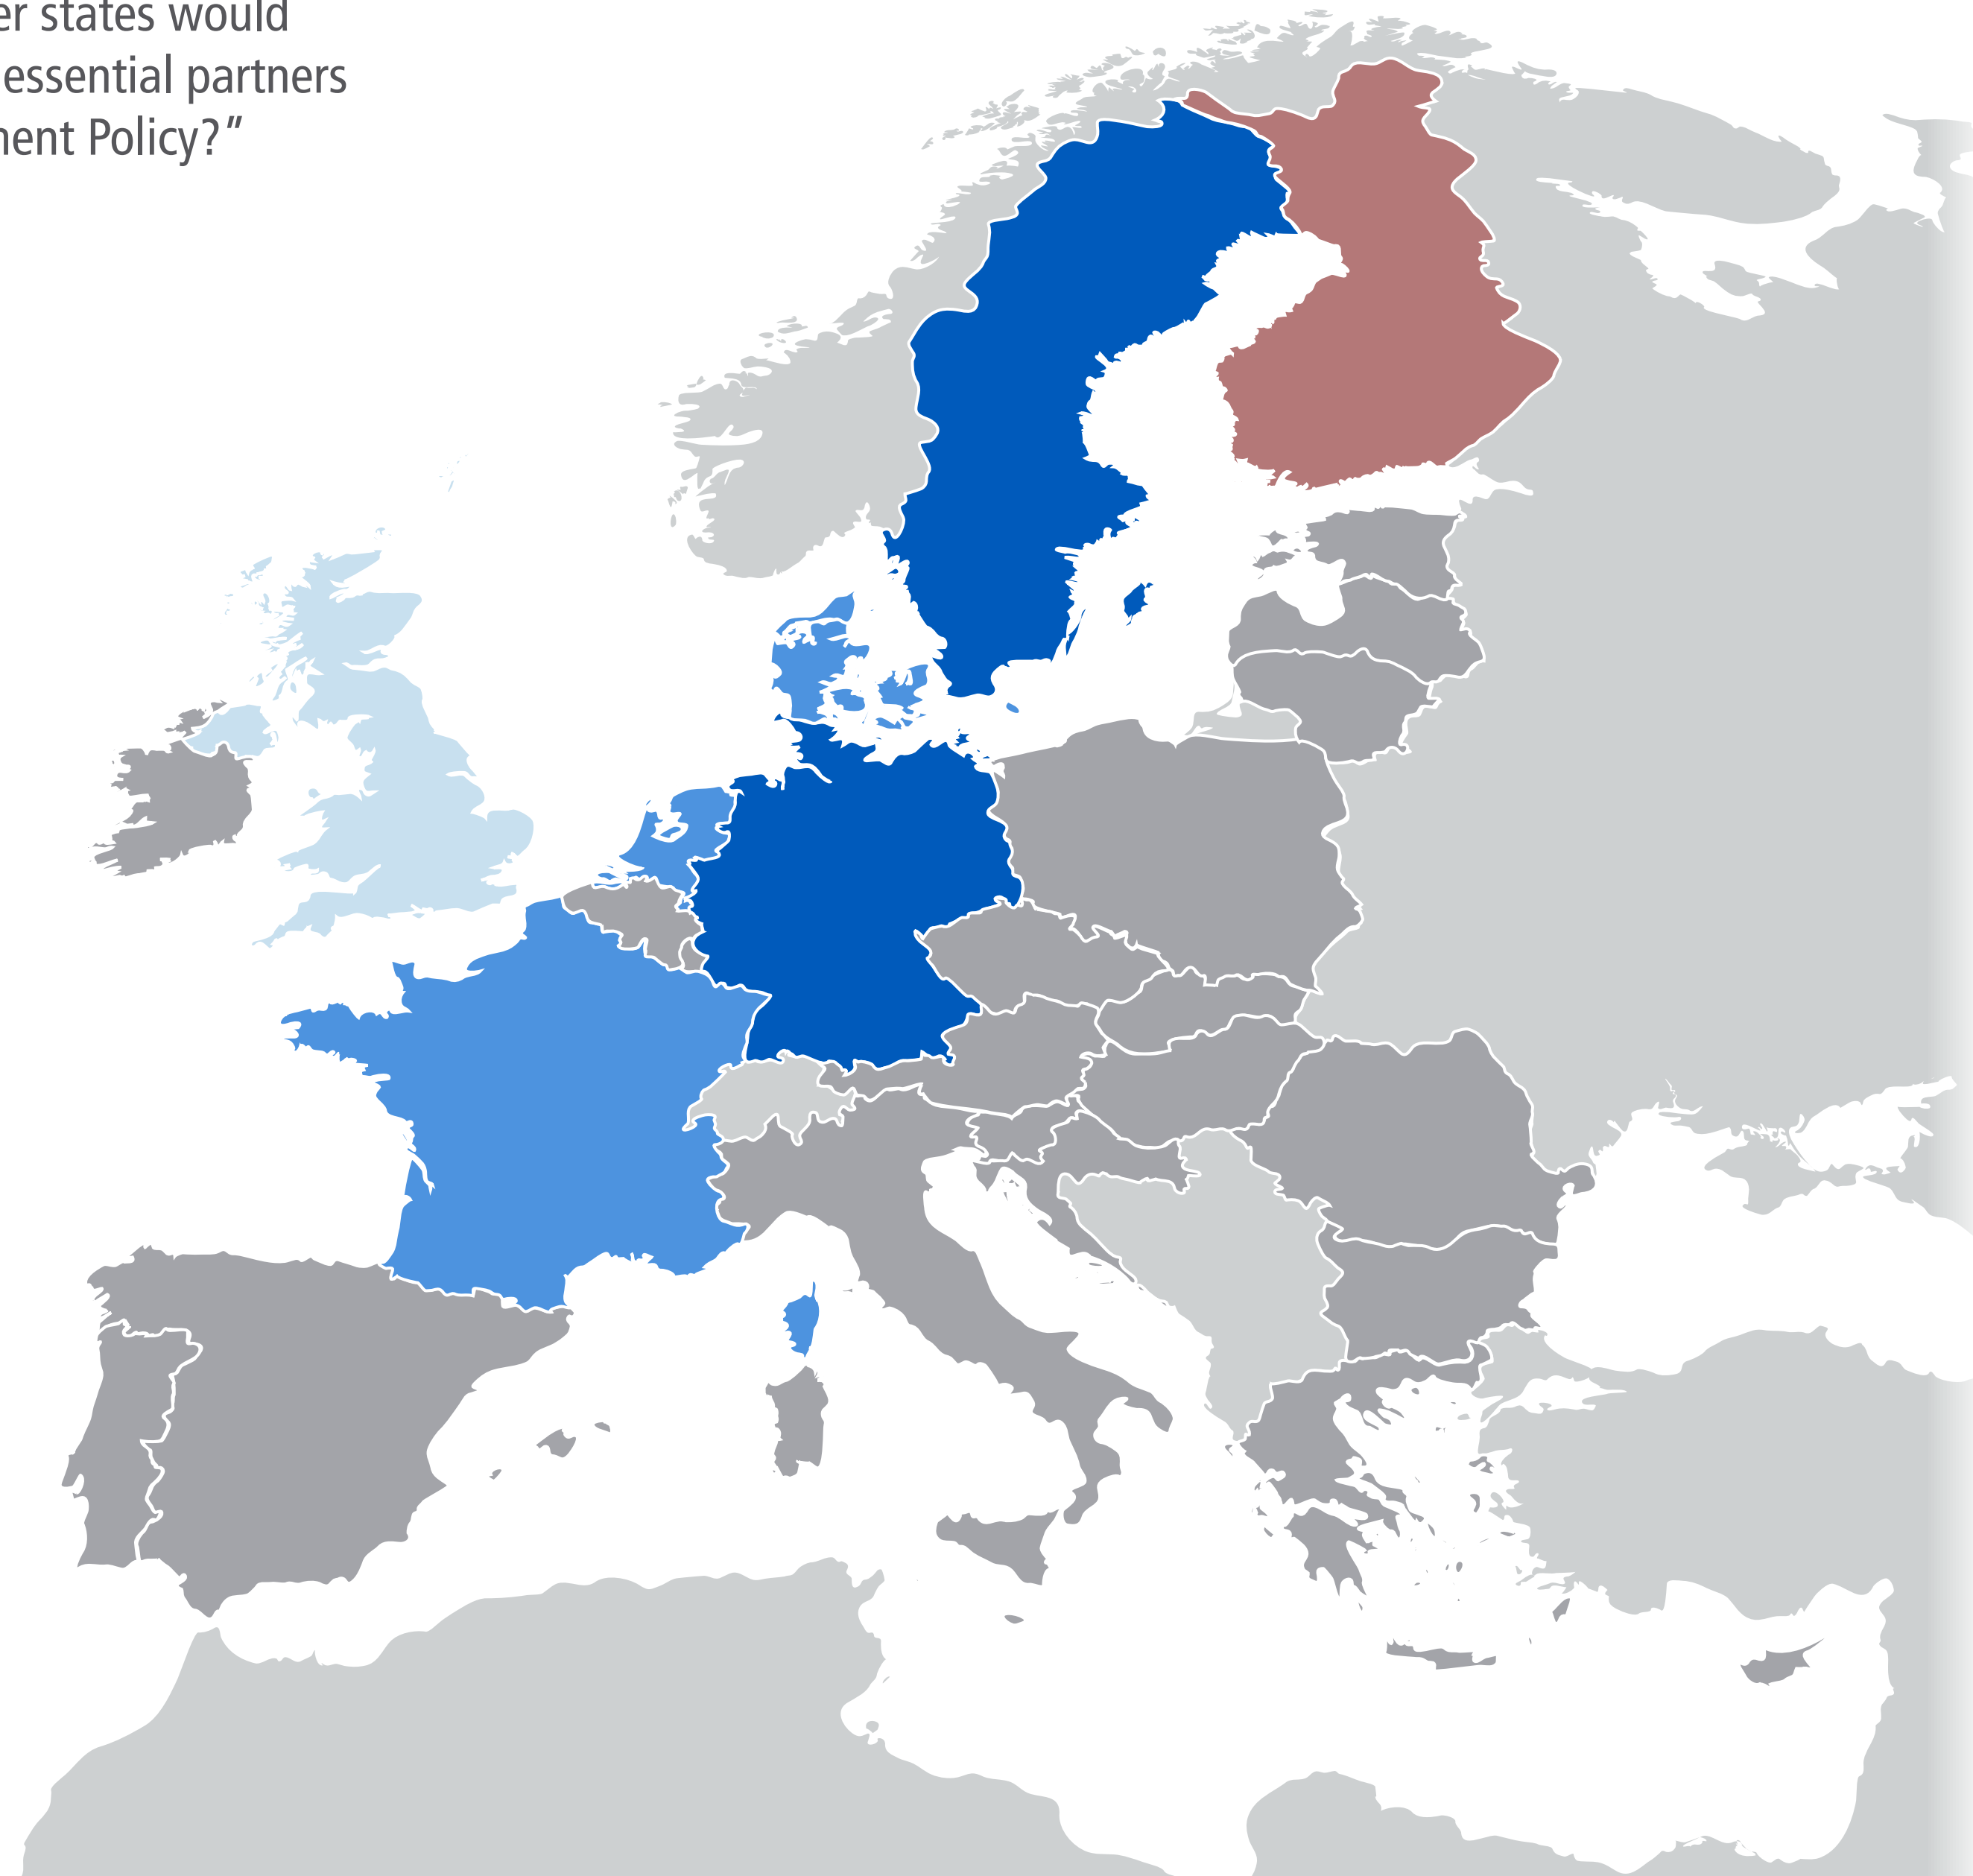 er states would
essential partners
nent Policy?”